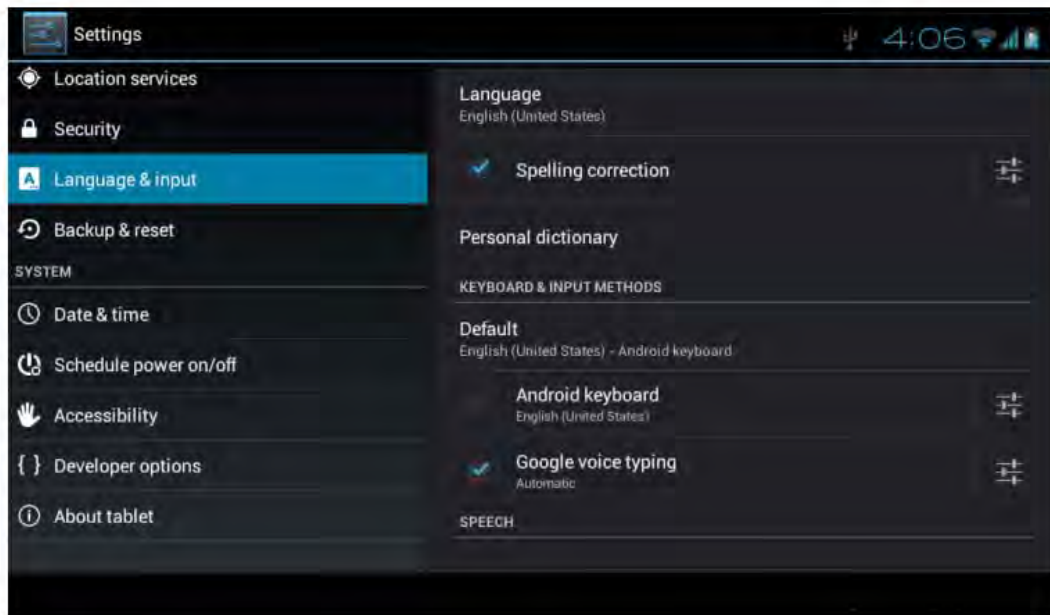 Settings
4:06
Location services
Security
Language & input
Backup & reset
SYSTEM
Date & time
Schedule power on/off
Accessibility
{ } Developer options
About tablet
Language
English (United States)
Spelling correction
Personal dictionary
KEYBOARD & INPUT METHODS
Default
English (United States) - Android keyboard
Android keyboard
English (United States)
Google voice typing
Automatic
SPEECH